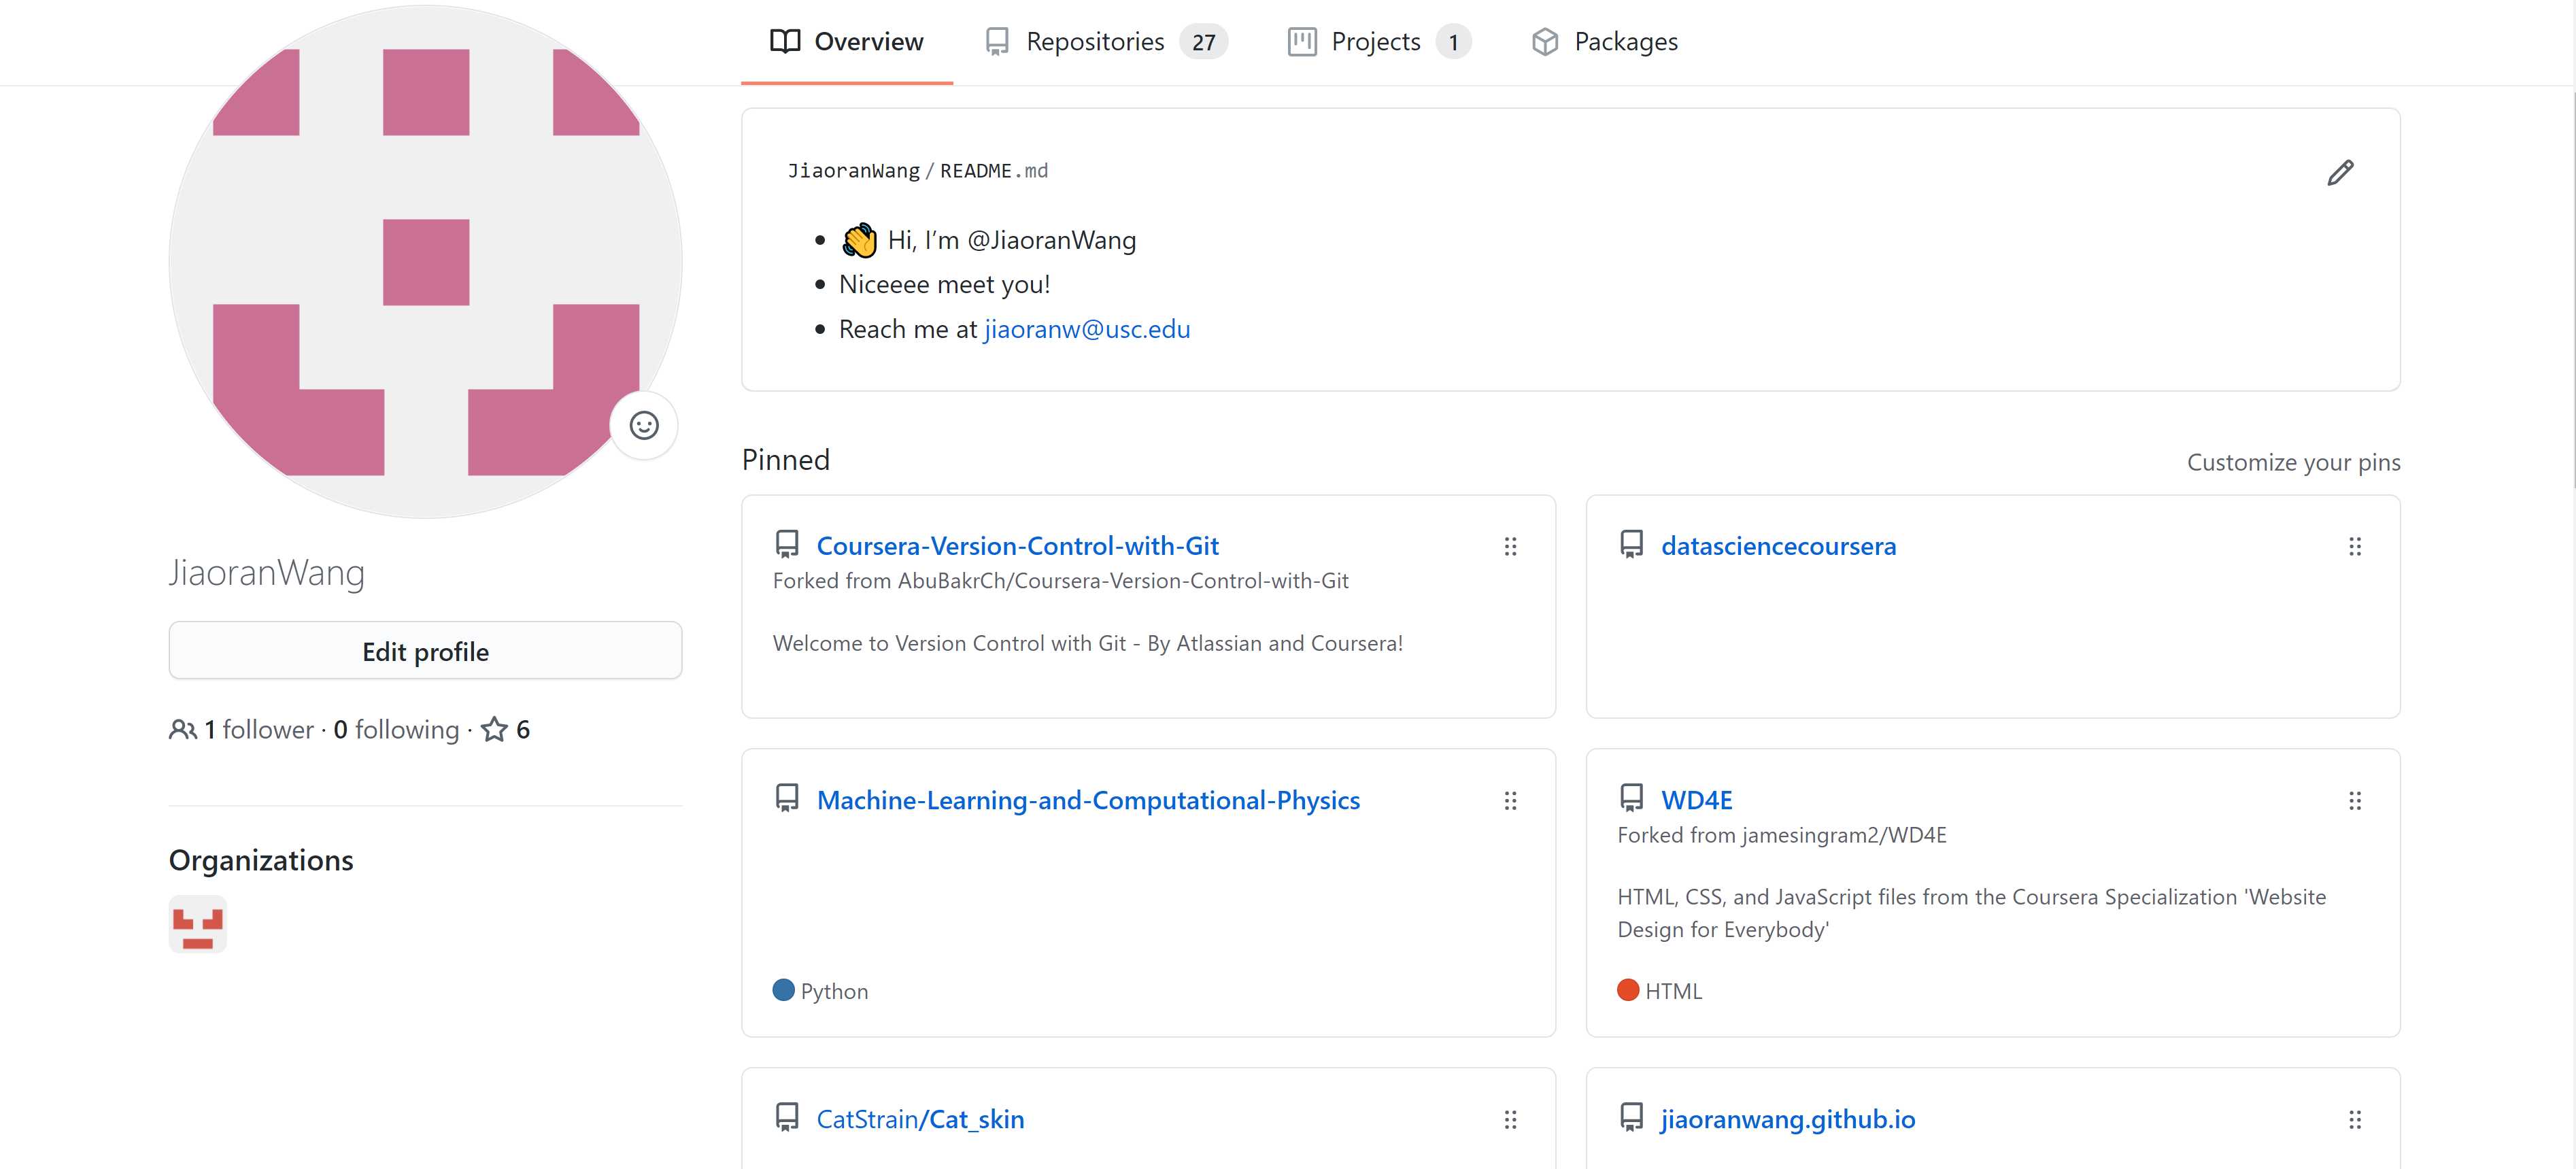 Overview Repositories 27 Projects 1 Packages
JiaoranWang/README.md
Hi, I’m @JiaoranWang
Niceeee meet you!
Reach me at jiaoranw@usc.edu
JiaoranWang
Edit profile
1 follower · 0 following · 6
Organizations
Pinned
Customize your pins
Coursera-Version-Control-with-Git
Forked from AbuBakrCh/Coursera-Version-Control-with-Git
Welcome to Version Control with Git - By Atlassian and Coursera!
datasciencecoursera
Machine-Learning-and-Computational-Physics
Python
WD4E
Forked from jamesingram2/WD4E
HTML, CSS, and JavaScript files from the Coursera Specialization 'Website
Design for Everybody'
HTML
CatStrain/Cat_skin
jiaoranwang.github.io